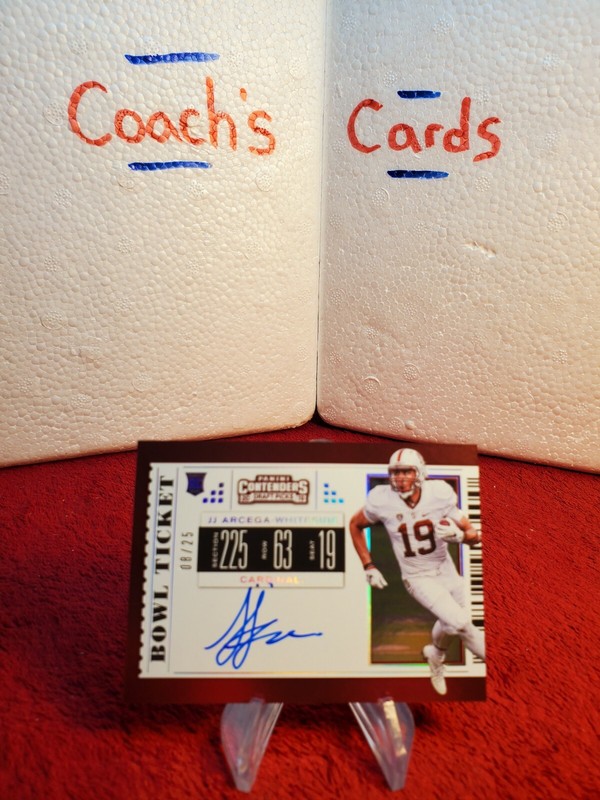 Coach's Cards
BOWL TICKET
08/25
PANINI
CONTENDERS
DRAFT PICKS
JJ ARCEGA-WHITESIDE
SECTION 225 ROW 63 SEAT 19
CARDINAL
19